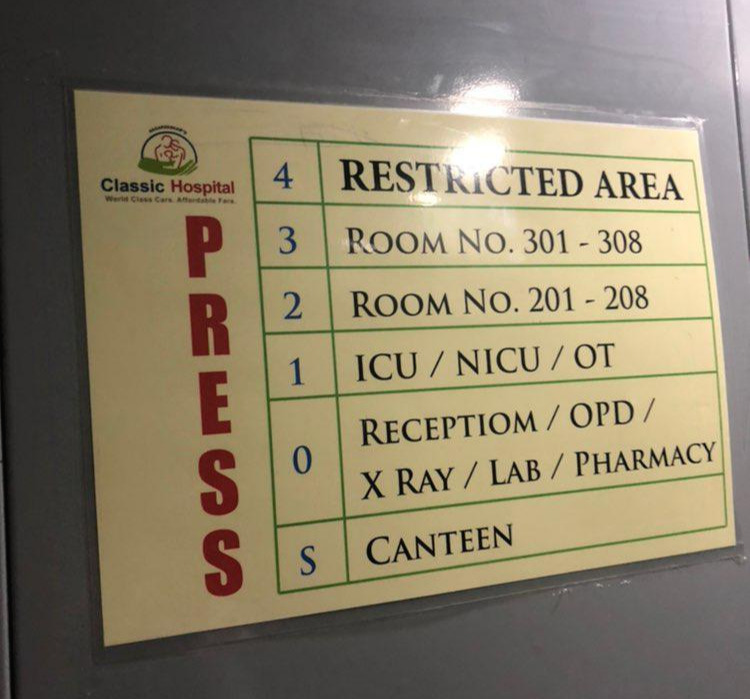 Classic Hospital
World Class Care. Affordable Fare.
PRESS
4 RESTRICTED AREA
3 ROOM NO. 301 - 308
2 ROOM NO. 201 - 208
1 ICU / NICU / OT
0 RECEPTIOM / OPD /
X RAY / LAB / PHARMACY
S CANTEEN